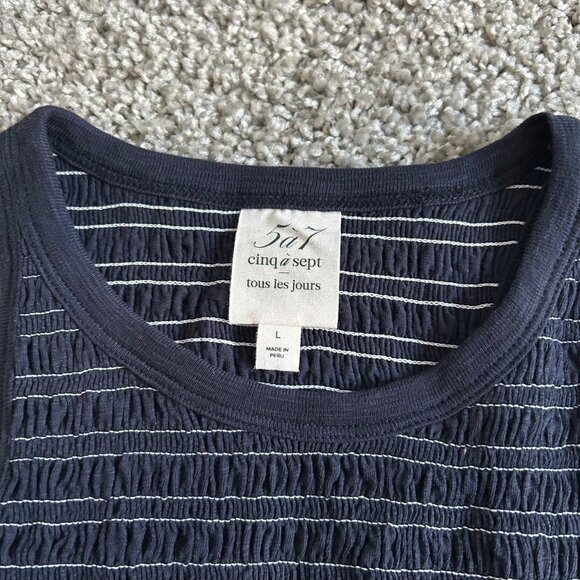 5à7
cinq à sept
tous les jours
L
MADE IN
PERU